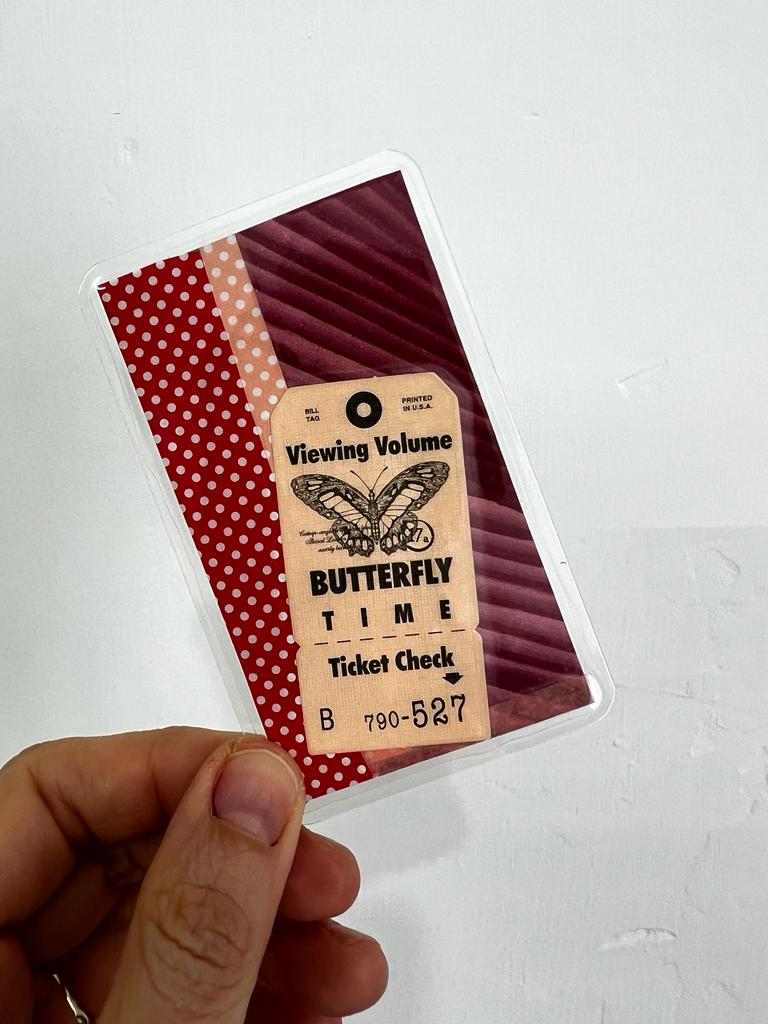 BILL
TAG
PRINTED
IN U.S.A.
Viewing Volume
17a
BUTTERFLY
TIME
Ticket Check
B 790-527